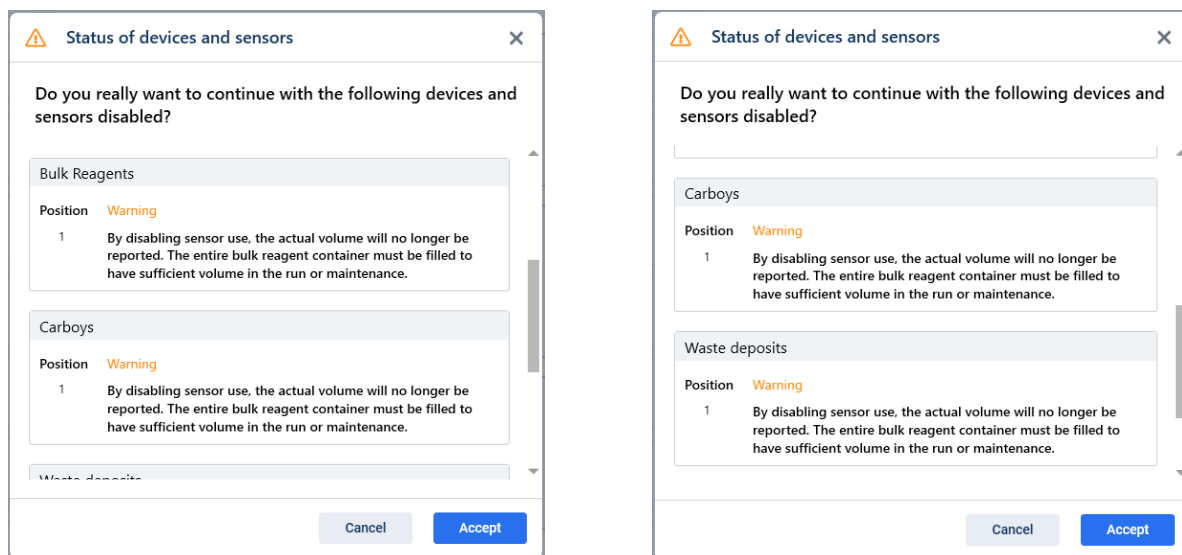 Status of devices and sensors
Do you really want to continue with the following devices and
sensors disabled?
Bulk Reagents
Position Warning
1 By disabling sensor use, the actual volume will no longer be
reported. The entire bulk reagent container must be filled to
have sufficient volume in the run or maintenance.
Carboys
Position Warning
1 By disabling sensor use, the actual volume will no longer be
reported. The entire bulk reagent container must be filled to
have sufficient volume in the run or maintenance.
Waste deposits
Cancel Accept
Status of devices and sensors
Do you really want to continue with the following devices and
sensors disabled?
Carboys
Position Warning
1 By disabling sensor use, the actual volume will no longer be
reported. The entire bulk reagent container must be filled to
have sufficient volume in the run or maintenance.
Waste deposits
Position Warning
1 By disabling sensor use, the actual volume will no longer be
reported. The entire bulk reagent container must be filled to
have sufficient volume in the run or maintenance.
Cancel Accept